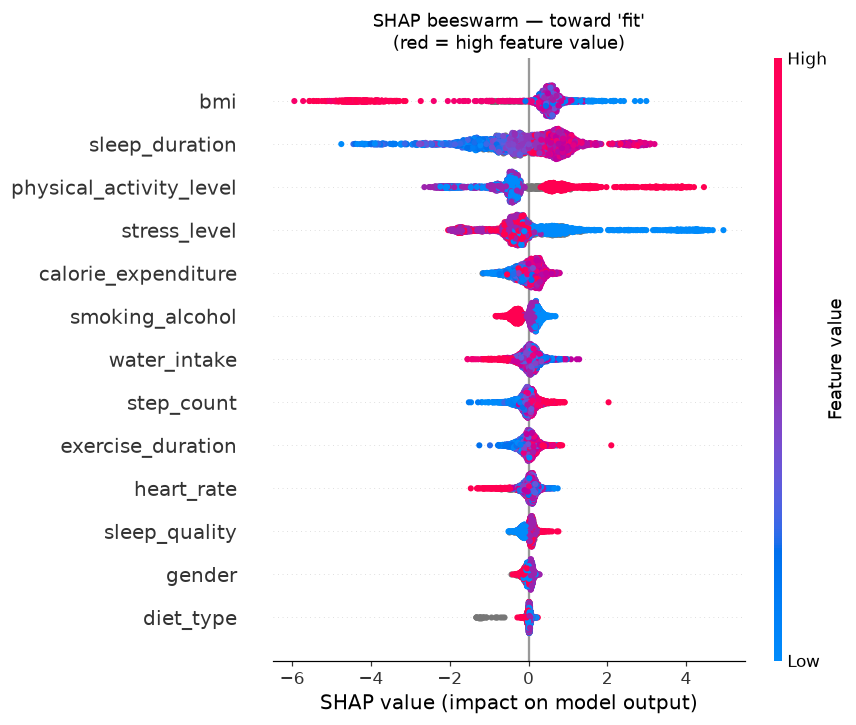 SHAP beeswarm — toward 'fit'
(red = high feature value)
High
bmi
sleep_duration
physical_activity_level
stress_level
calorie_expenditure
smoking_alcohol
water_intake
step_count
exercise_duration
heart_rate
sleep_quality
gender
diet_type
Feature value
Low
−6 −4 −2 0 2 4
SHAP value (impact on model output)